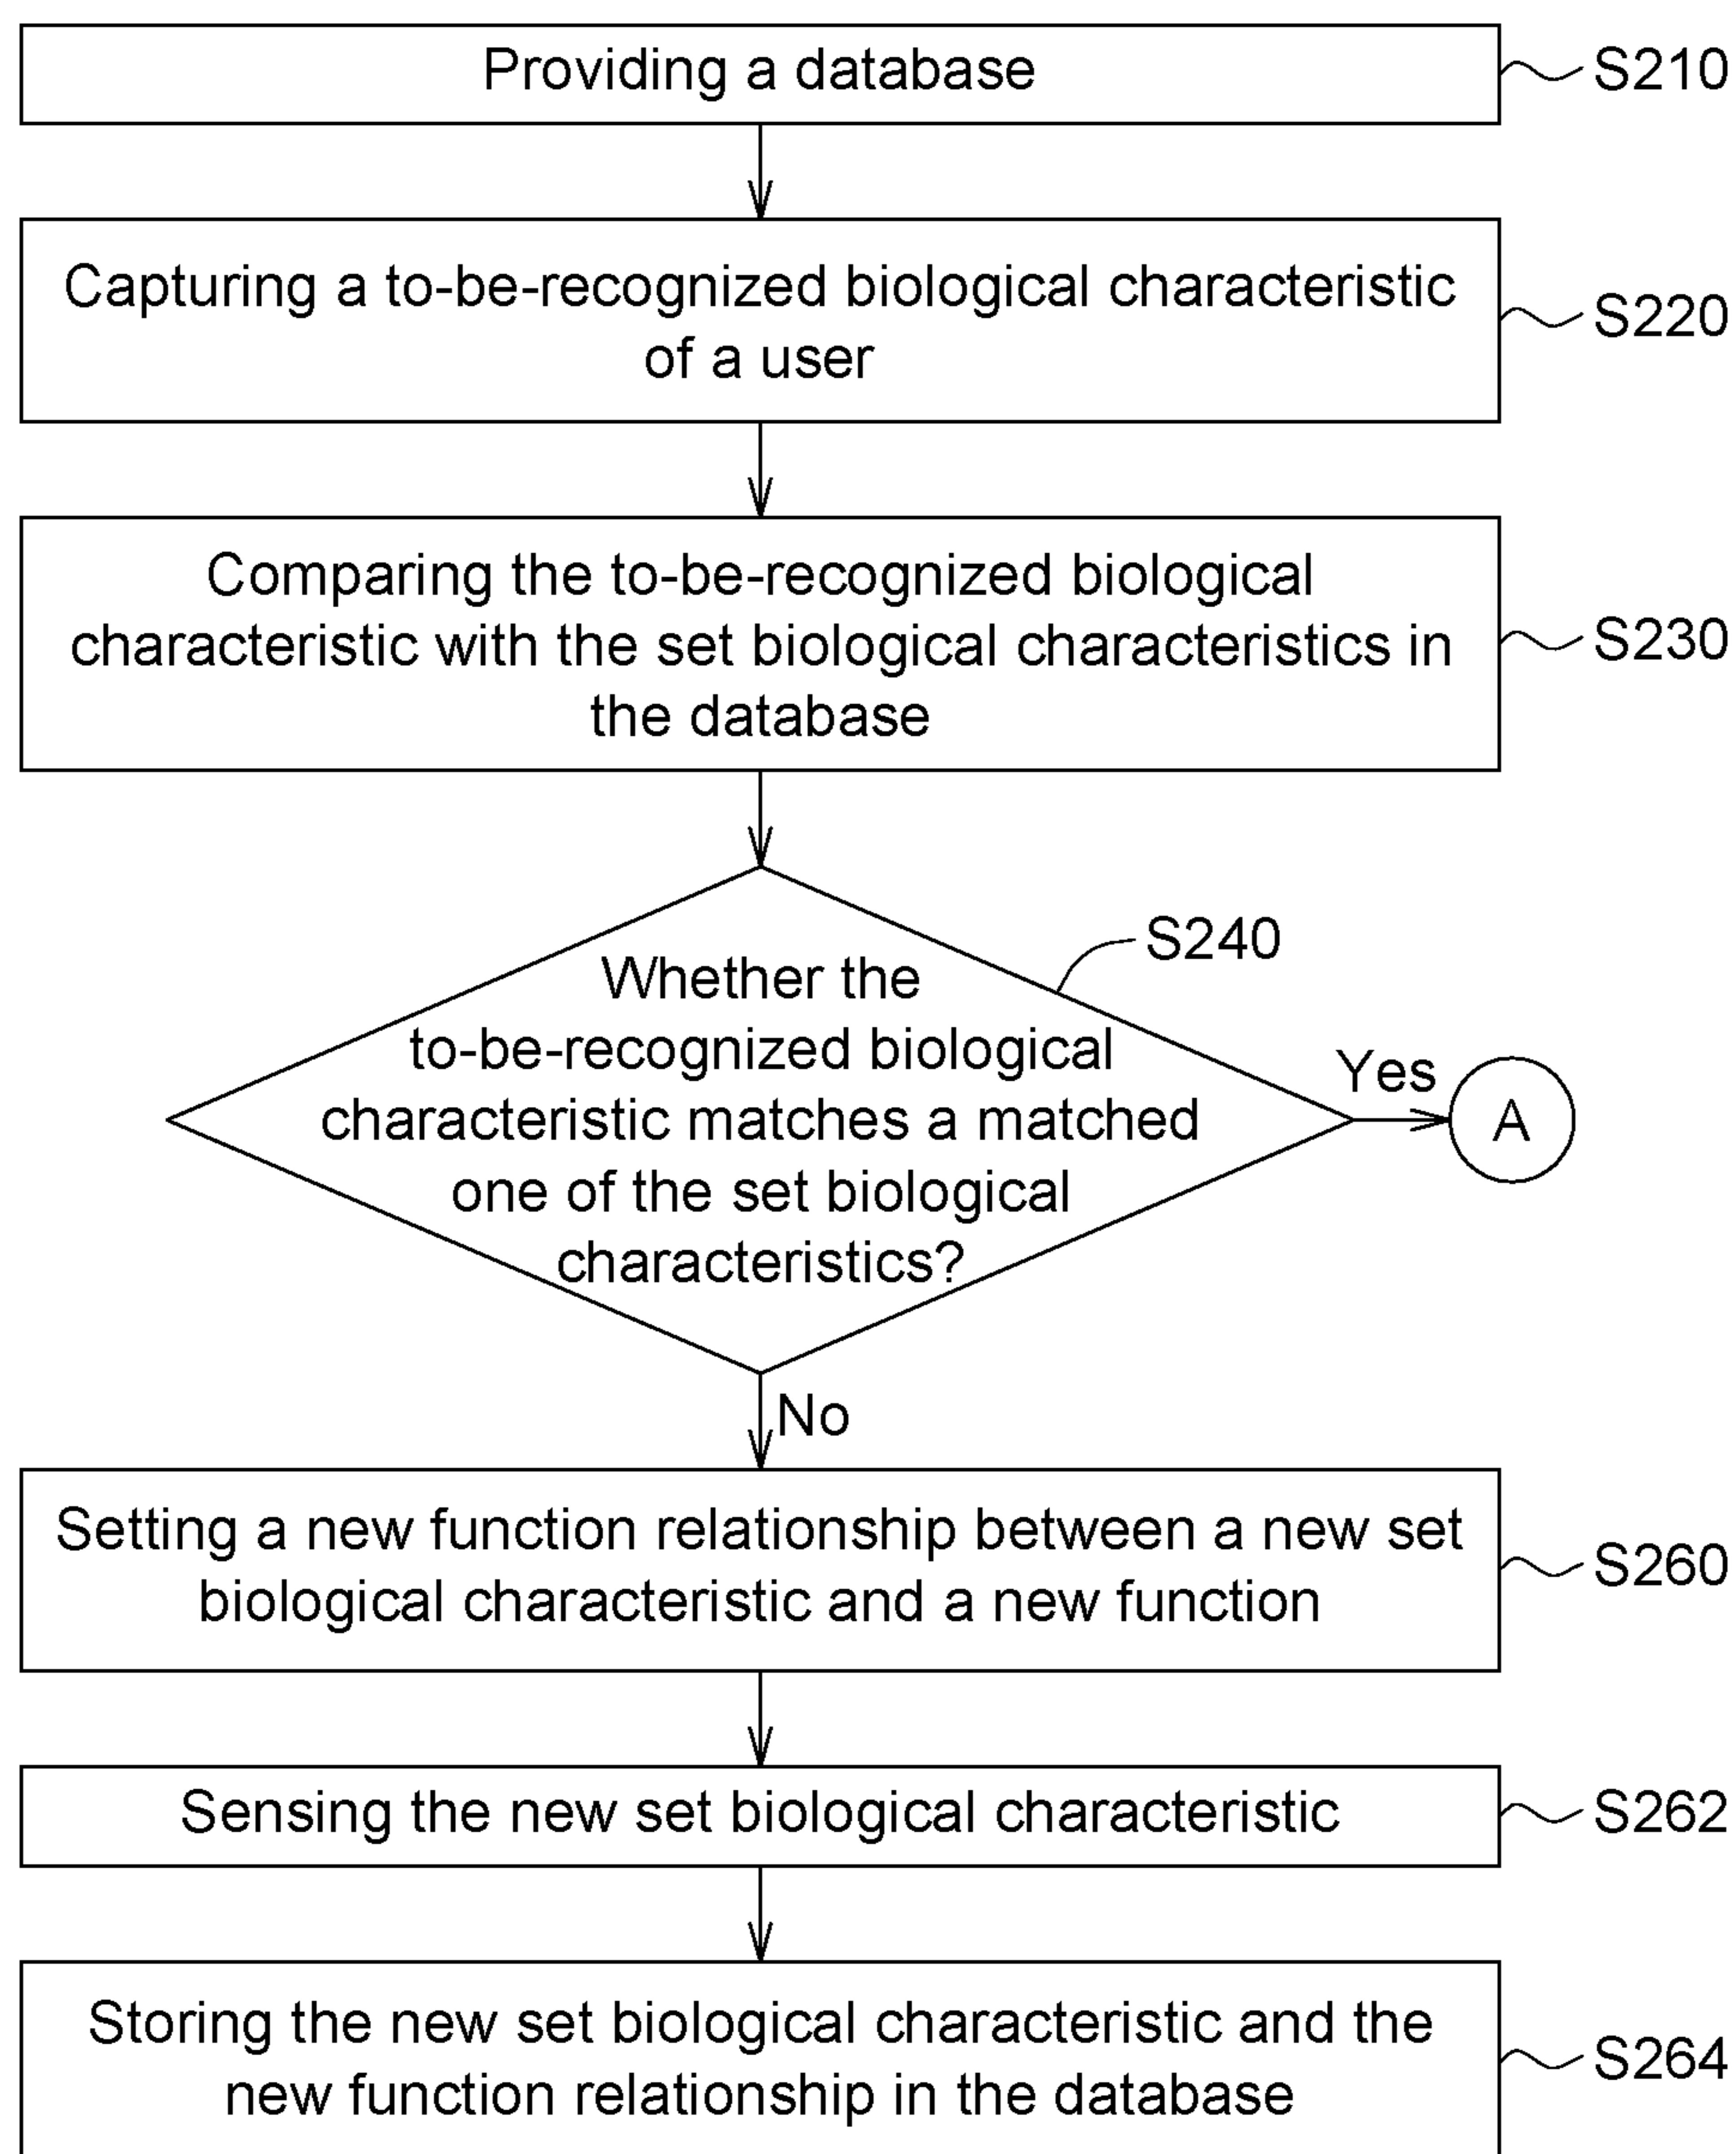 Providing a database
S210
Capturing a to-be-recognized biological characteristic
of a user
S220
Comparing the to-be-recognized biological
characteristic with the set biological characteristics in
the database
S230
S240
Whether the
to-be-recognized biological
characteristic matches a matched
one of the set biological
characteristics?
Yes
A
No
Setting a new function relationship between a new set
biological characteristic and a new function
S260
Sensing the new set biological characteristic
S262
Storing the new set biological characteristic and the
new function relationship in the database
S264